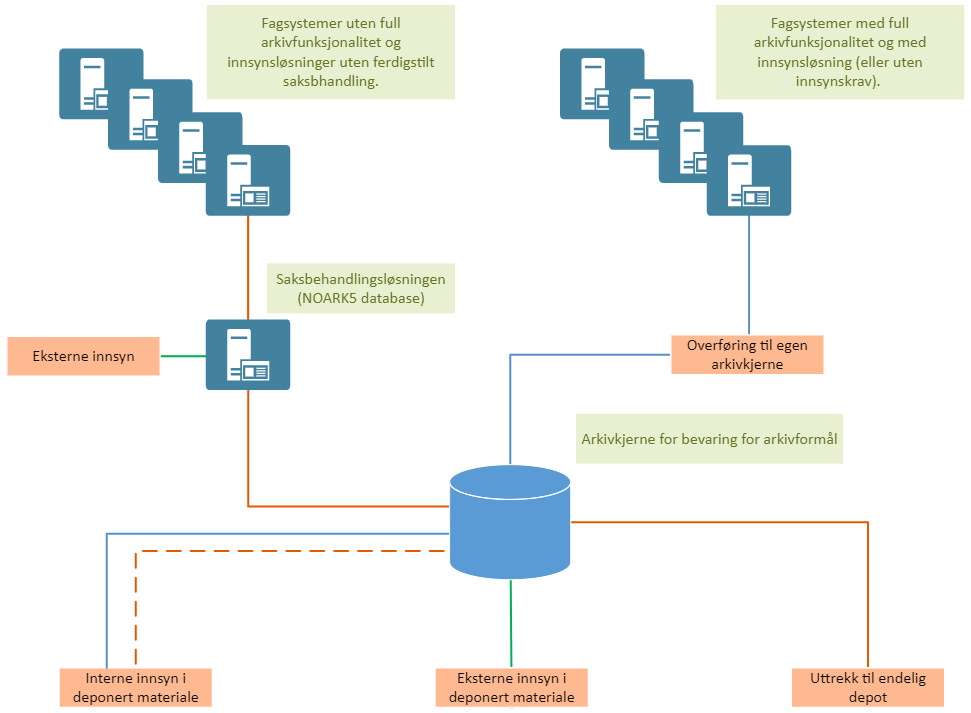 Fagsystemer uten full
arkivfunksjonalitet og
innsynsløsninger uten ferdigstilt
saksbhandling.
Fagsystemer med full
arkivfunksjonalitet og med
innsynsløsning (eller uten
innsynskrav).
Saksbehandlingsløsningen
(NOARK5 database)
Eksterne innsyn
Overføring til egen
arkivkjerne
Arkivkjerne for bevaring for arkivformål
Interne innsyn i
deponert materiale
Eksterne innsyn i
deponert materiale
Uttrekk til endelig
depot